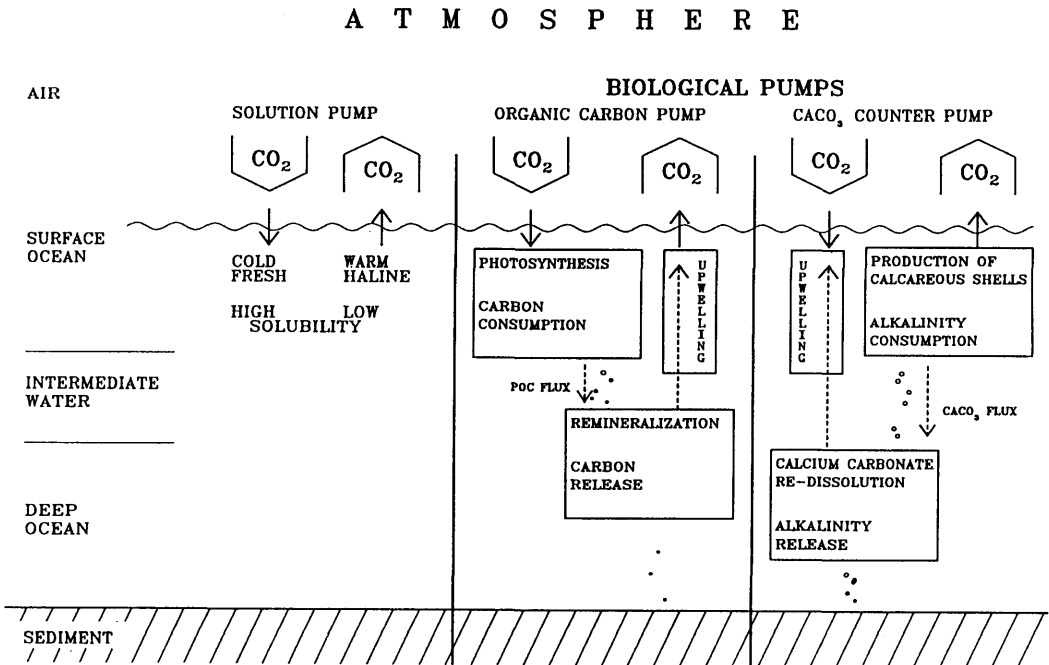 ATMOSPHERE
AIR
BIOLOGICAL PUMPS
SOLUTION PUMP
ORGANIC CARBON PUMP
CACO₃ COUNTER PUMP
CO₂
CO₂
CO₂
CO₂
CO₂
CO₂
SURFACE
OCEAN
COLD
FRESH
WARM
HALINE
HIGH
LOW
SOLUBILITY
PHOTOSYNTHESIS
CARBON
CONSUMPTION
UPWELLING
UPWELLING
PRODUCTION OF
CALCAREOUS SHELLS
ALKALINITY
CONSUMPTION
INTERMEDIATE
WATER
POC FLUX
CACO₃ FLUX
REMINERALIZATION
CARBON
RELEASE
CALCIUM CARBONATE
RE-DISSOLUTION
ALKALINITY
RELEASE
DEEP
OCEAN
SEDIMENT